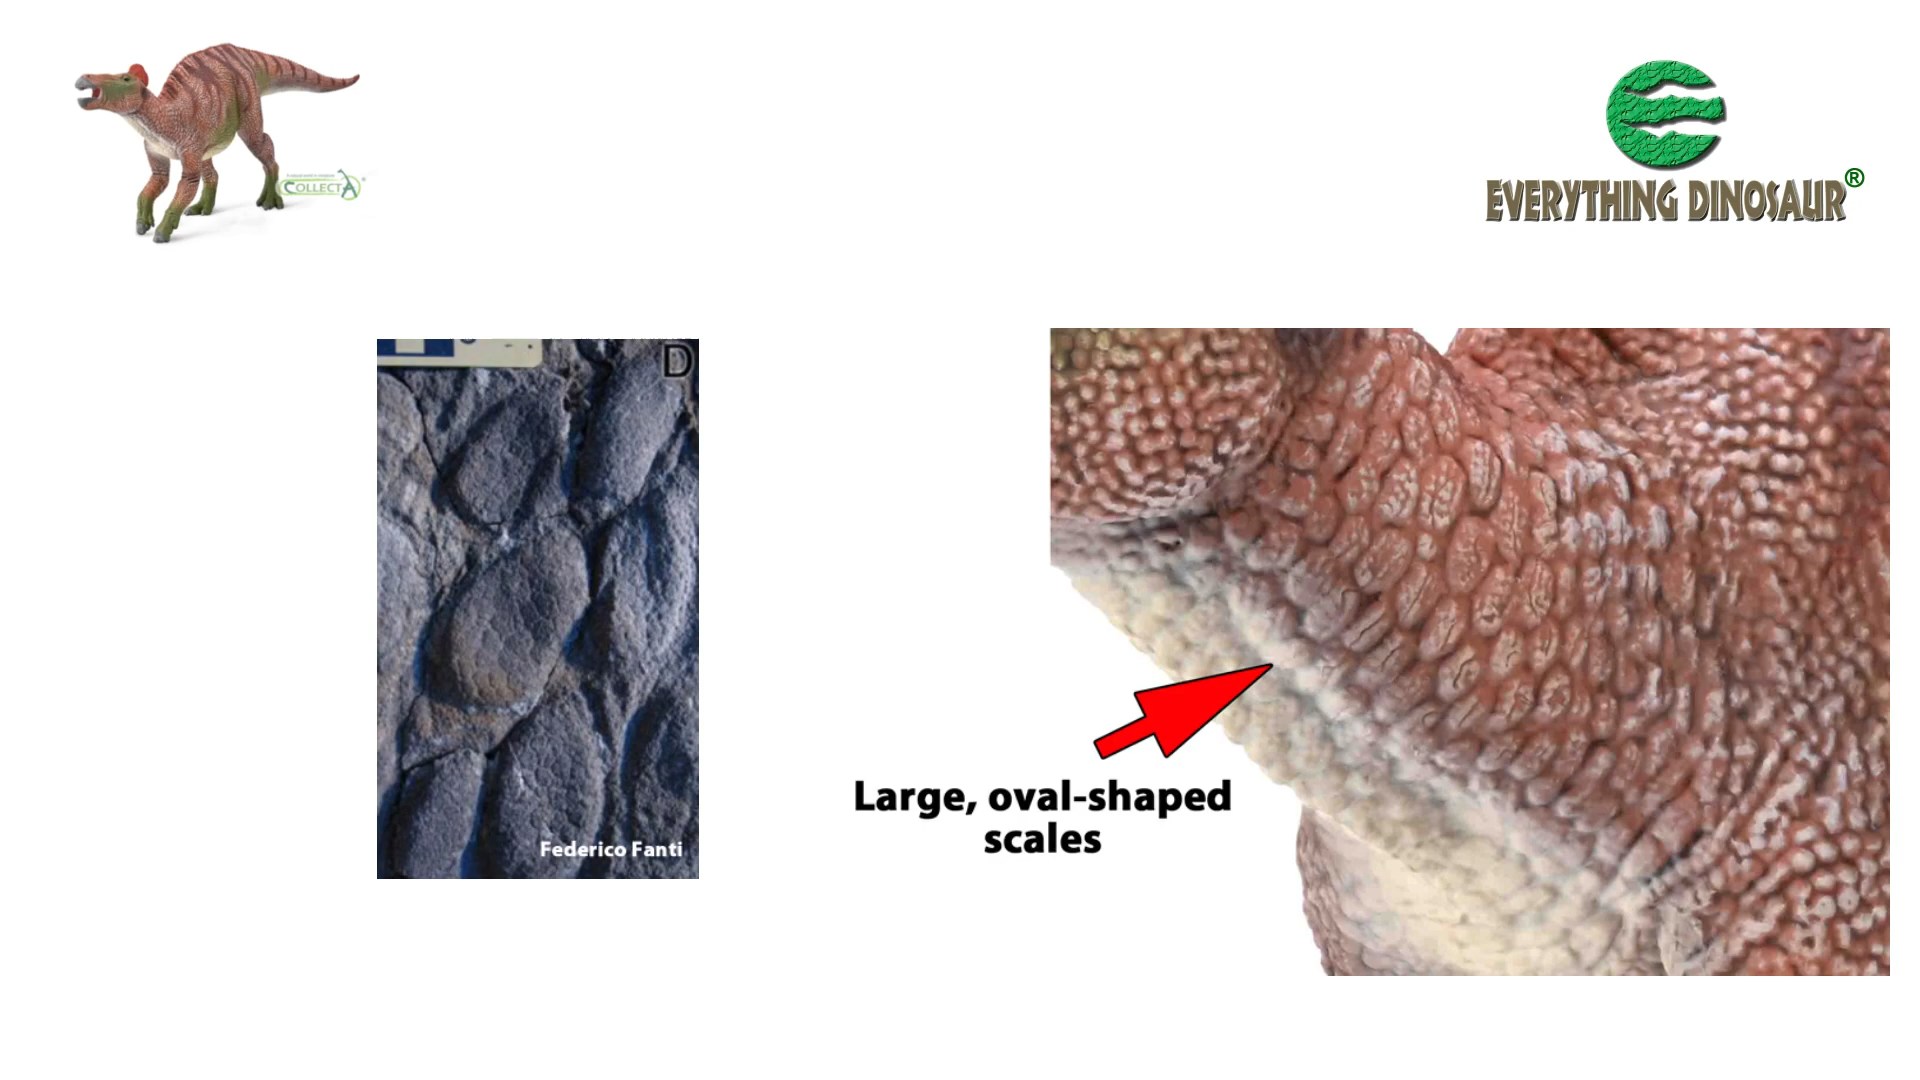 COLLECTA
EVERYTHING DINOSAUR®
D
Large, oval-shaped
scales
Federico Fanti